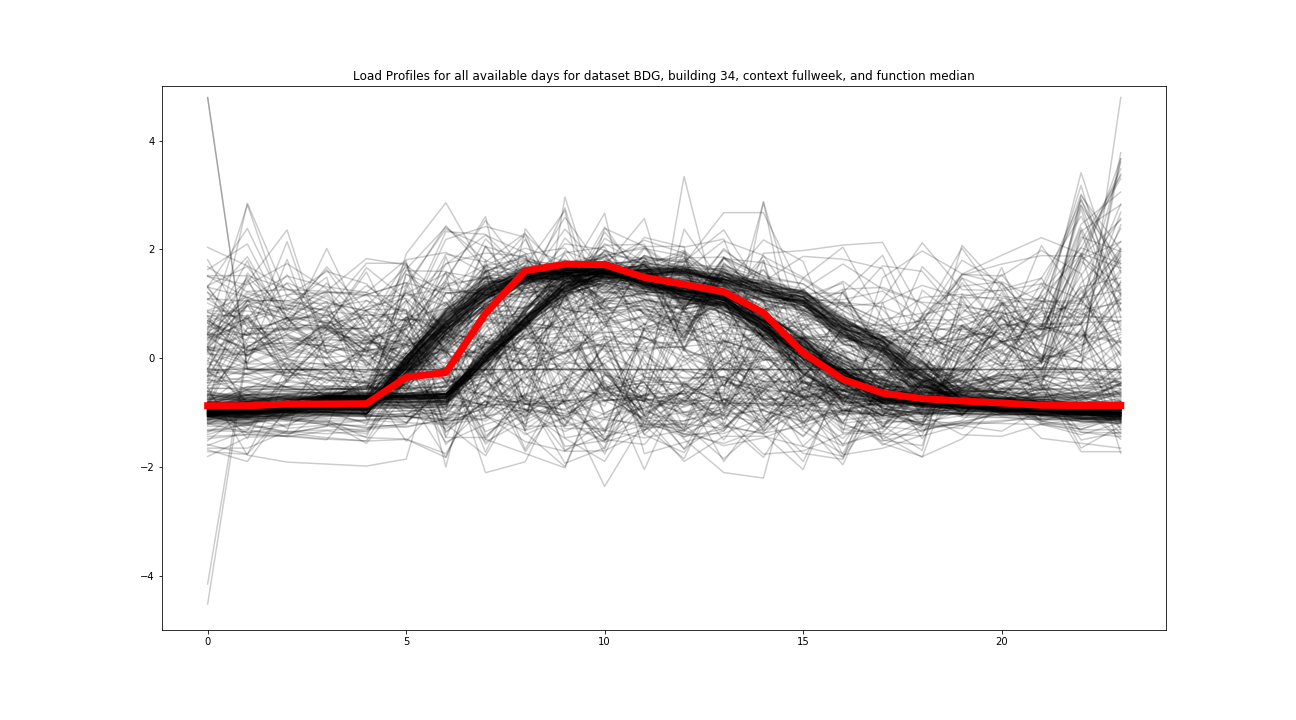 Load Profiles for all available days for dataset BDG, building 34, context fullweek, and function median
4
2
0
−2
−4
0 5 10 15 20